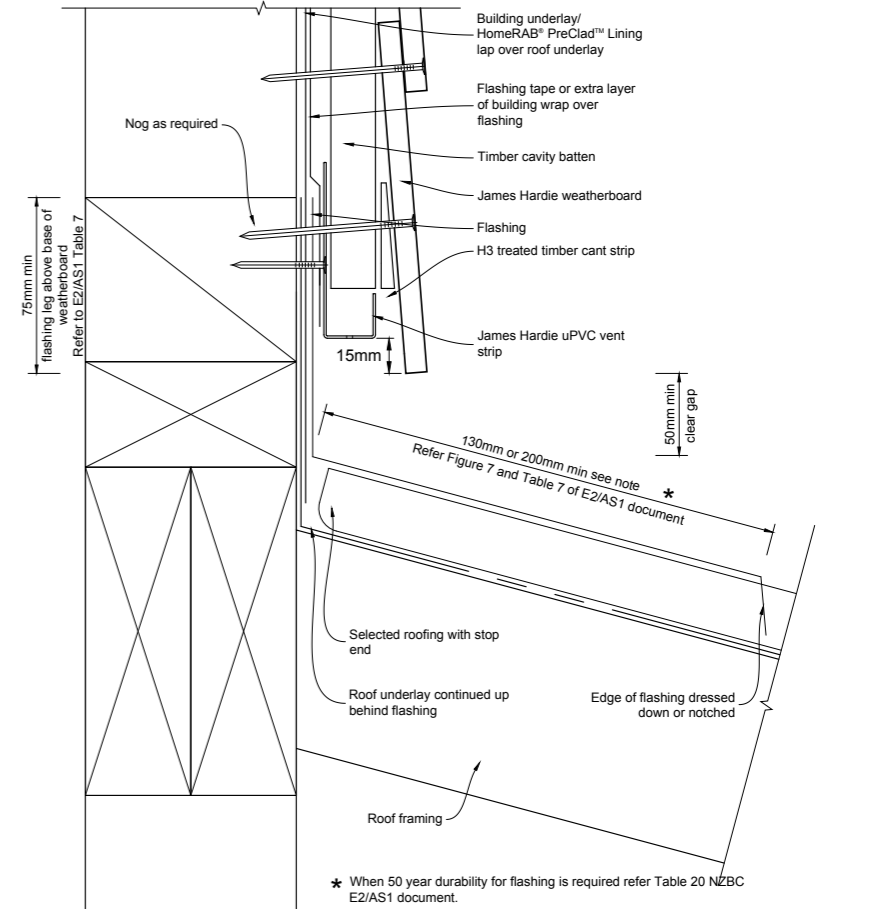 Building underlay/
HomeRAB® PreClad™ Lining
lap over roof underlay
Flashing tape or extra layer
of building wrap over
flashing
Nog as required
Timber cavity batten
James Hardie weatherboard
Flashing
H3 treated timber cant strip
75mm min
flashing leg above base of
weatherboard
Refer to E2/AS1 Table 7
James Hardie uPVC vent
strip
15mm
50mm min
clear gap
130mm or 200mm min see note
Refer Figure 7 and Table 7 of E2/AS1 document
*
Selected roofing with stop
end
Roof underlay continued up
behind flashing
Edge of flashing dressed
down or notched
Roof framing
* When 50 year durability for flashing is required refer Table 20 NZBC
E2/AS1 document.